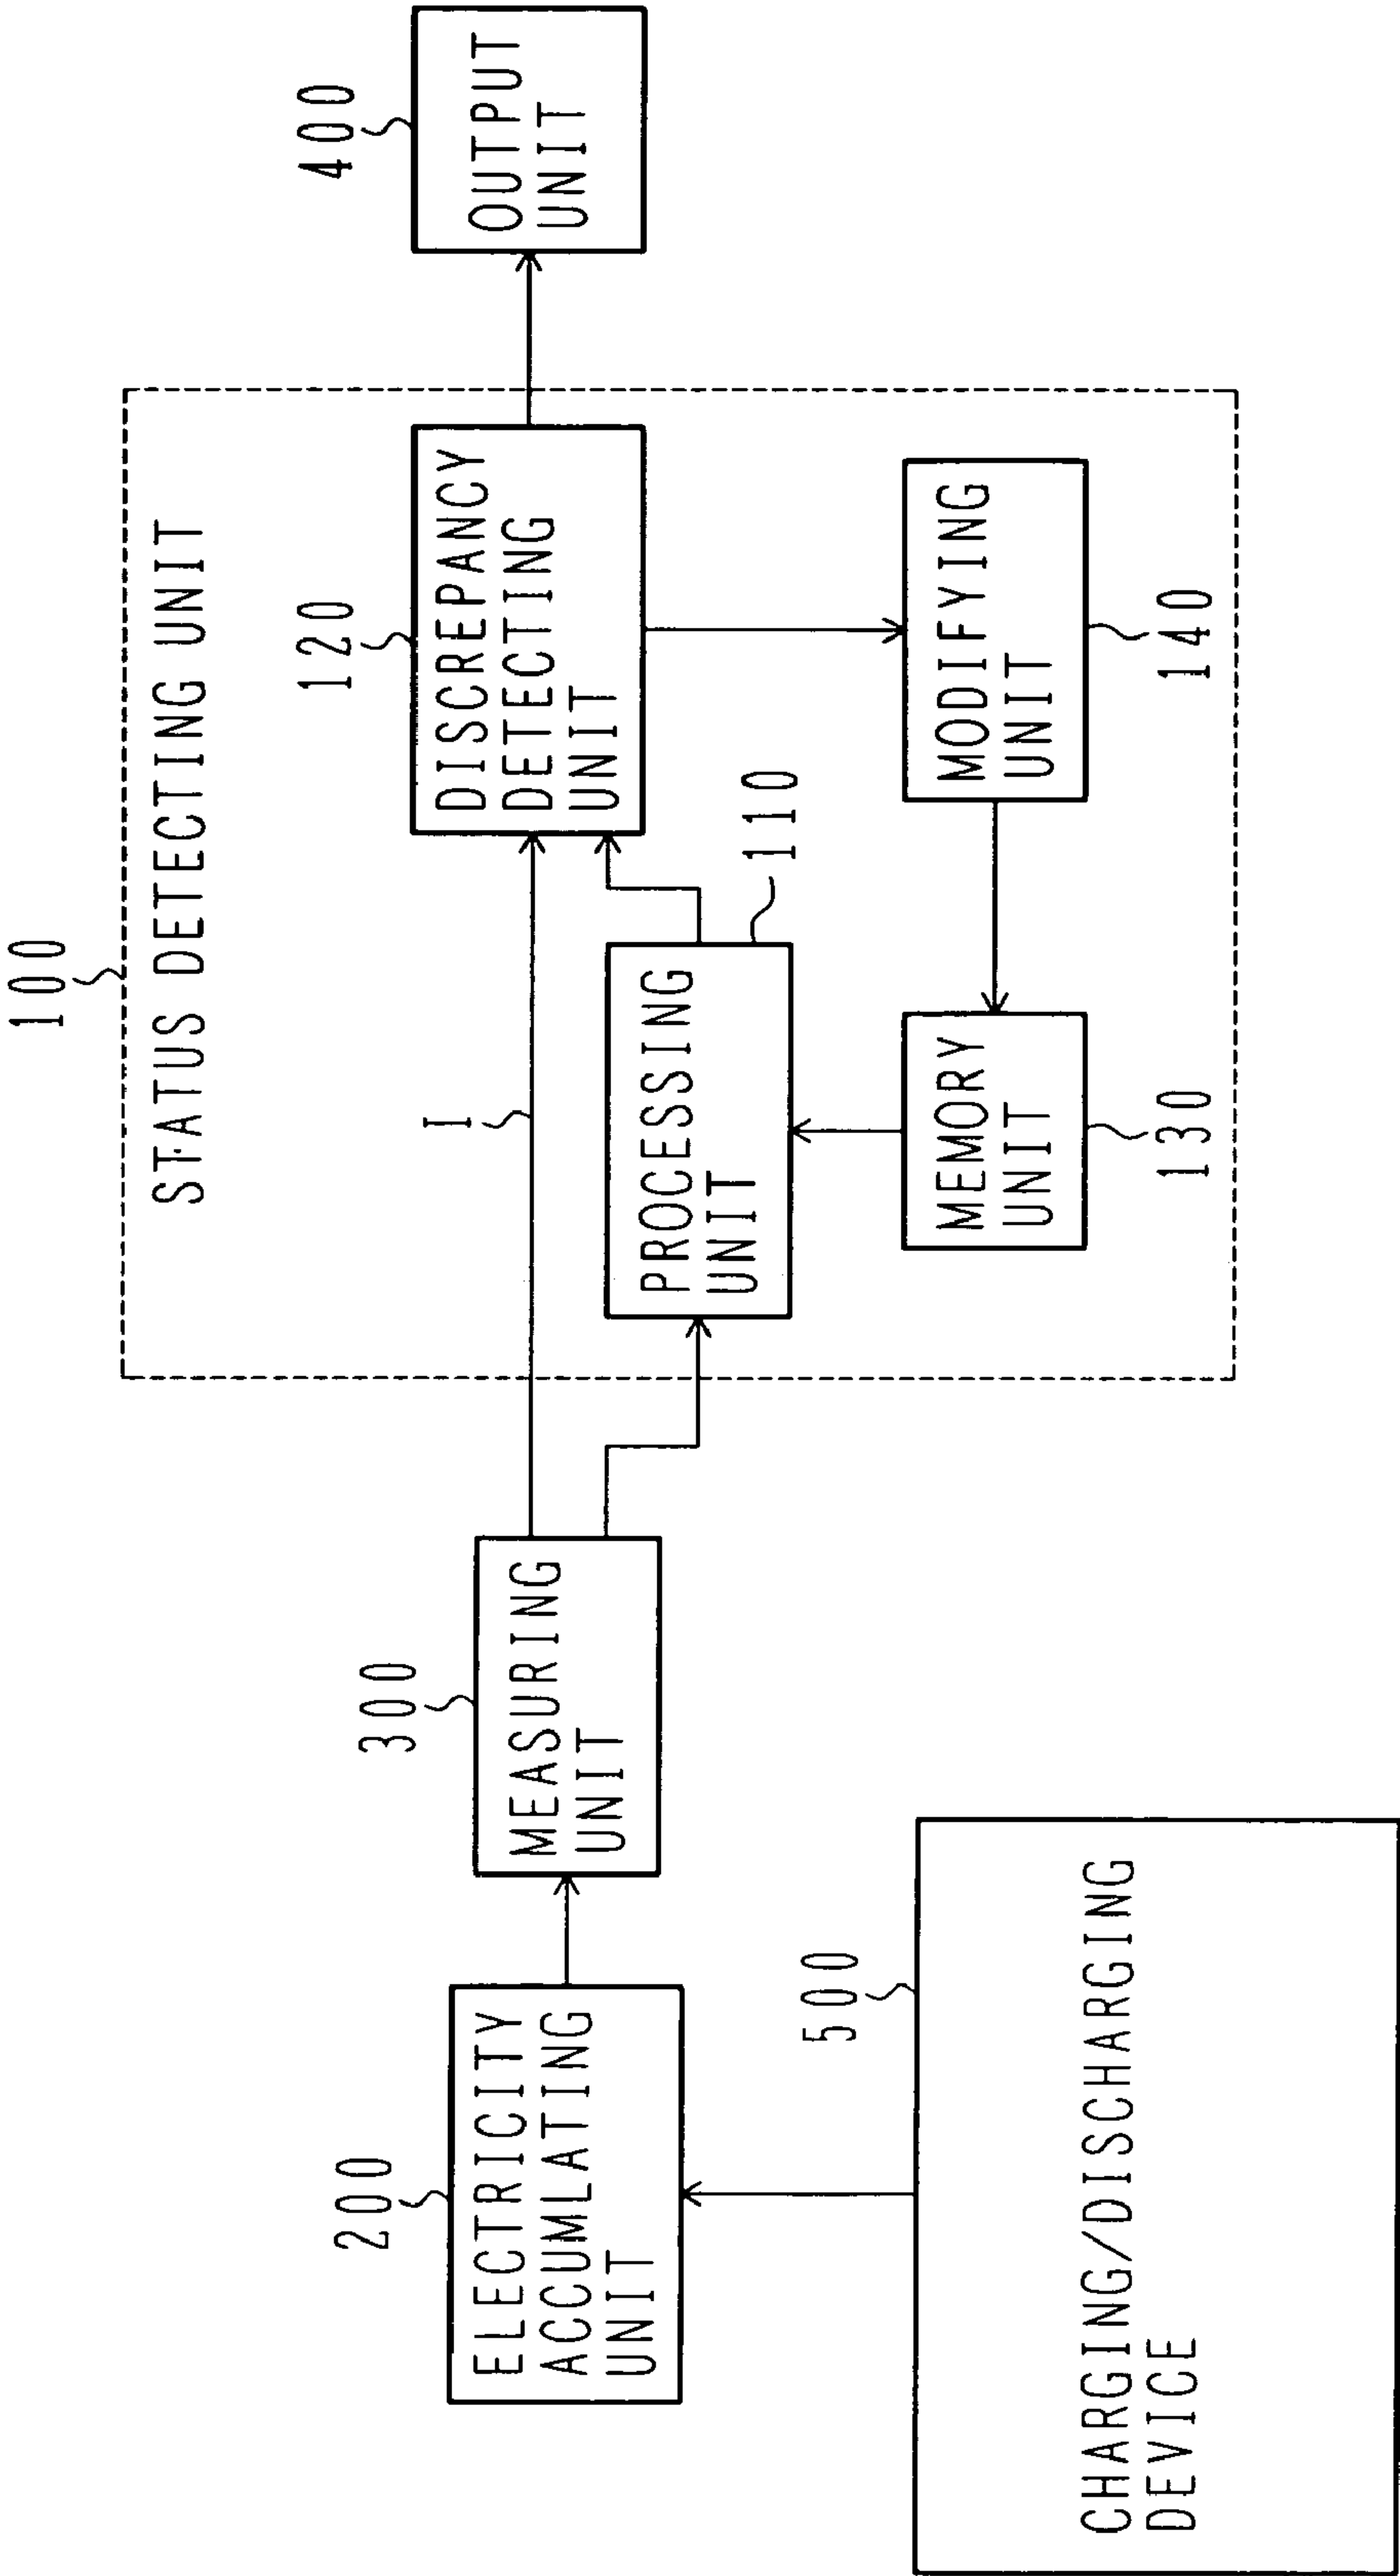 100
STATUS DETECTING UNIT
400
OUTPUT
UNIT
120
DISCREPANCY
DETECTING
UNIT
I
300
MEASURING
UNIT
200
ELECTRICITY
ACCUMLATING
UNIT
110
PROCESSING
UNIT
MEMORY
UNIT
130
MODIFYING
UNIT
140
500
CHARGING/DISCHARGING
DEVICE